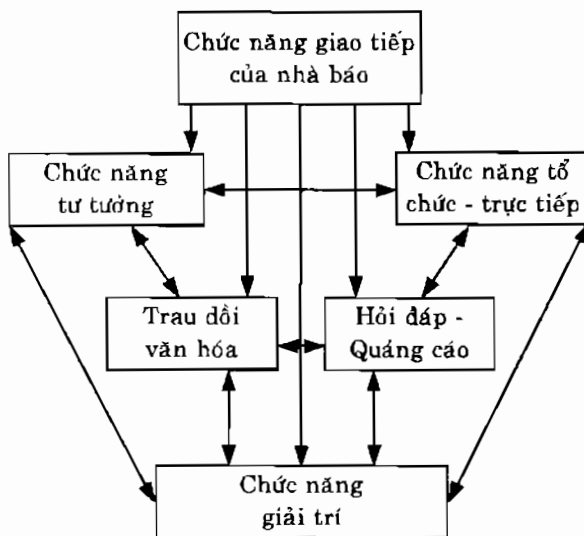 Chức năng giao tiếp
của nhà báo
Chức năng
tư tưởng
Chức năng tổ
chức - trực tiếp
Trau dồi
văn hóa
Hỏi đáp -
Quảng cáo
Chức năng
giải trí